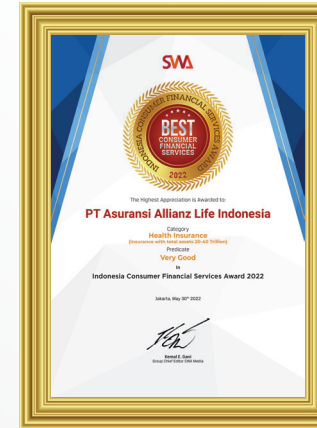 SWA
INDONESIA CONSUMER FINANCIAL SERVICES AWARD
BEST
CONSUMER
FINANCIAL
SERVICES
2022
The Highest Appreciation is Awarded to:
PT Asuransi Allianz Life Indonesia
Category
Health Insurance
(Insurance with total assets 30-40 Trillion)
Predicate
Very Good
In
Indonesia Consumer Financial Services Award 2022
Jakarta, May 30th 2022
Kemal E. Gani
Group Chief Editor SWA Media